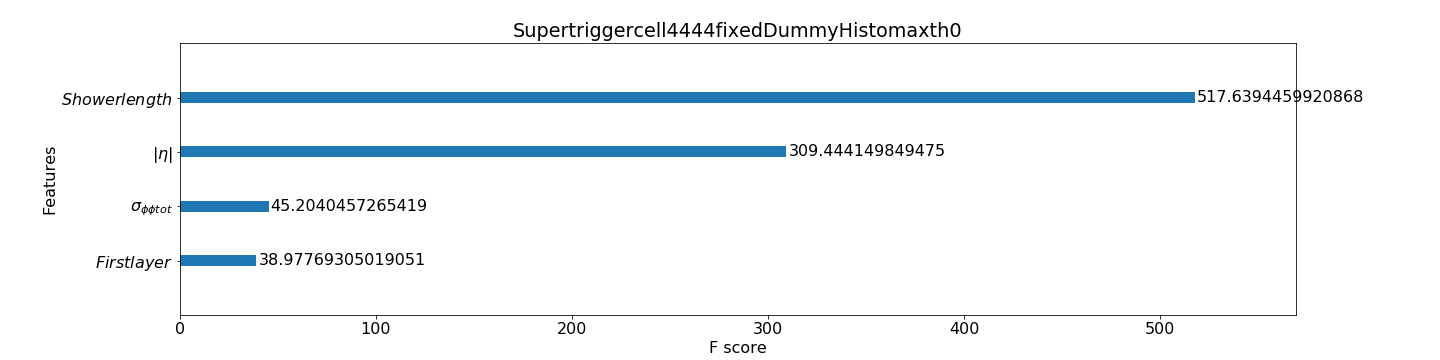 Supertriggercell4444fixedDummyHistomaxth0
Showerlength
517.6394459920868
|η|
309.444149849475
σϕϕtot
45.2040457265419
Firstlayer
38.97769305019051
Features
0 100 200 300 400 500
F score